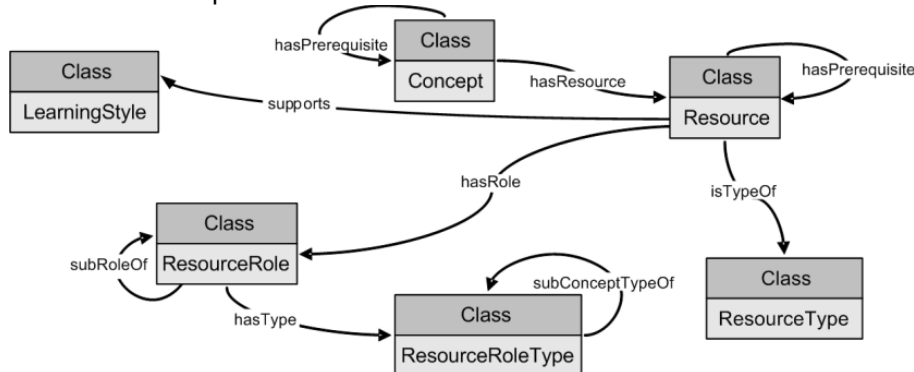 hasPrerequisite
Class
Concept
Class
LearningStyle
supports
hasResource
Class
Resource
hasPrerequisite
hasRole
isTypeOf
Class
ResourceRole
subRoleOf
hasType
Class
ResourceRoleType
subConceptTypeOf
Class
ResourceType